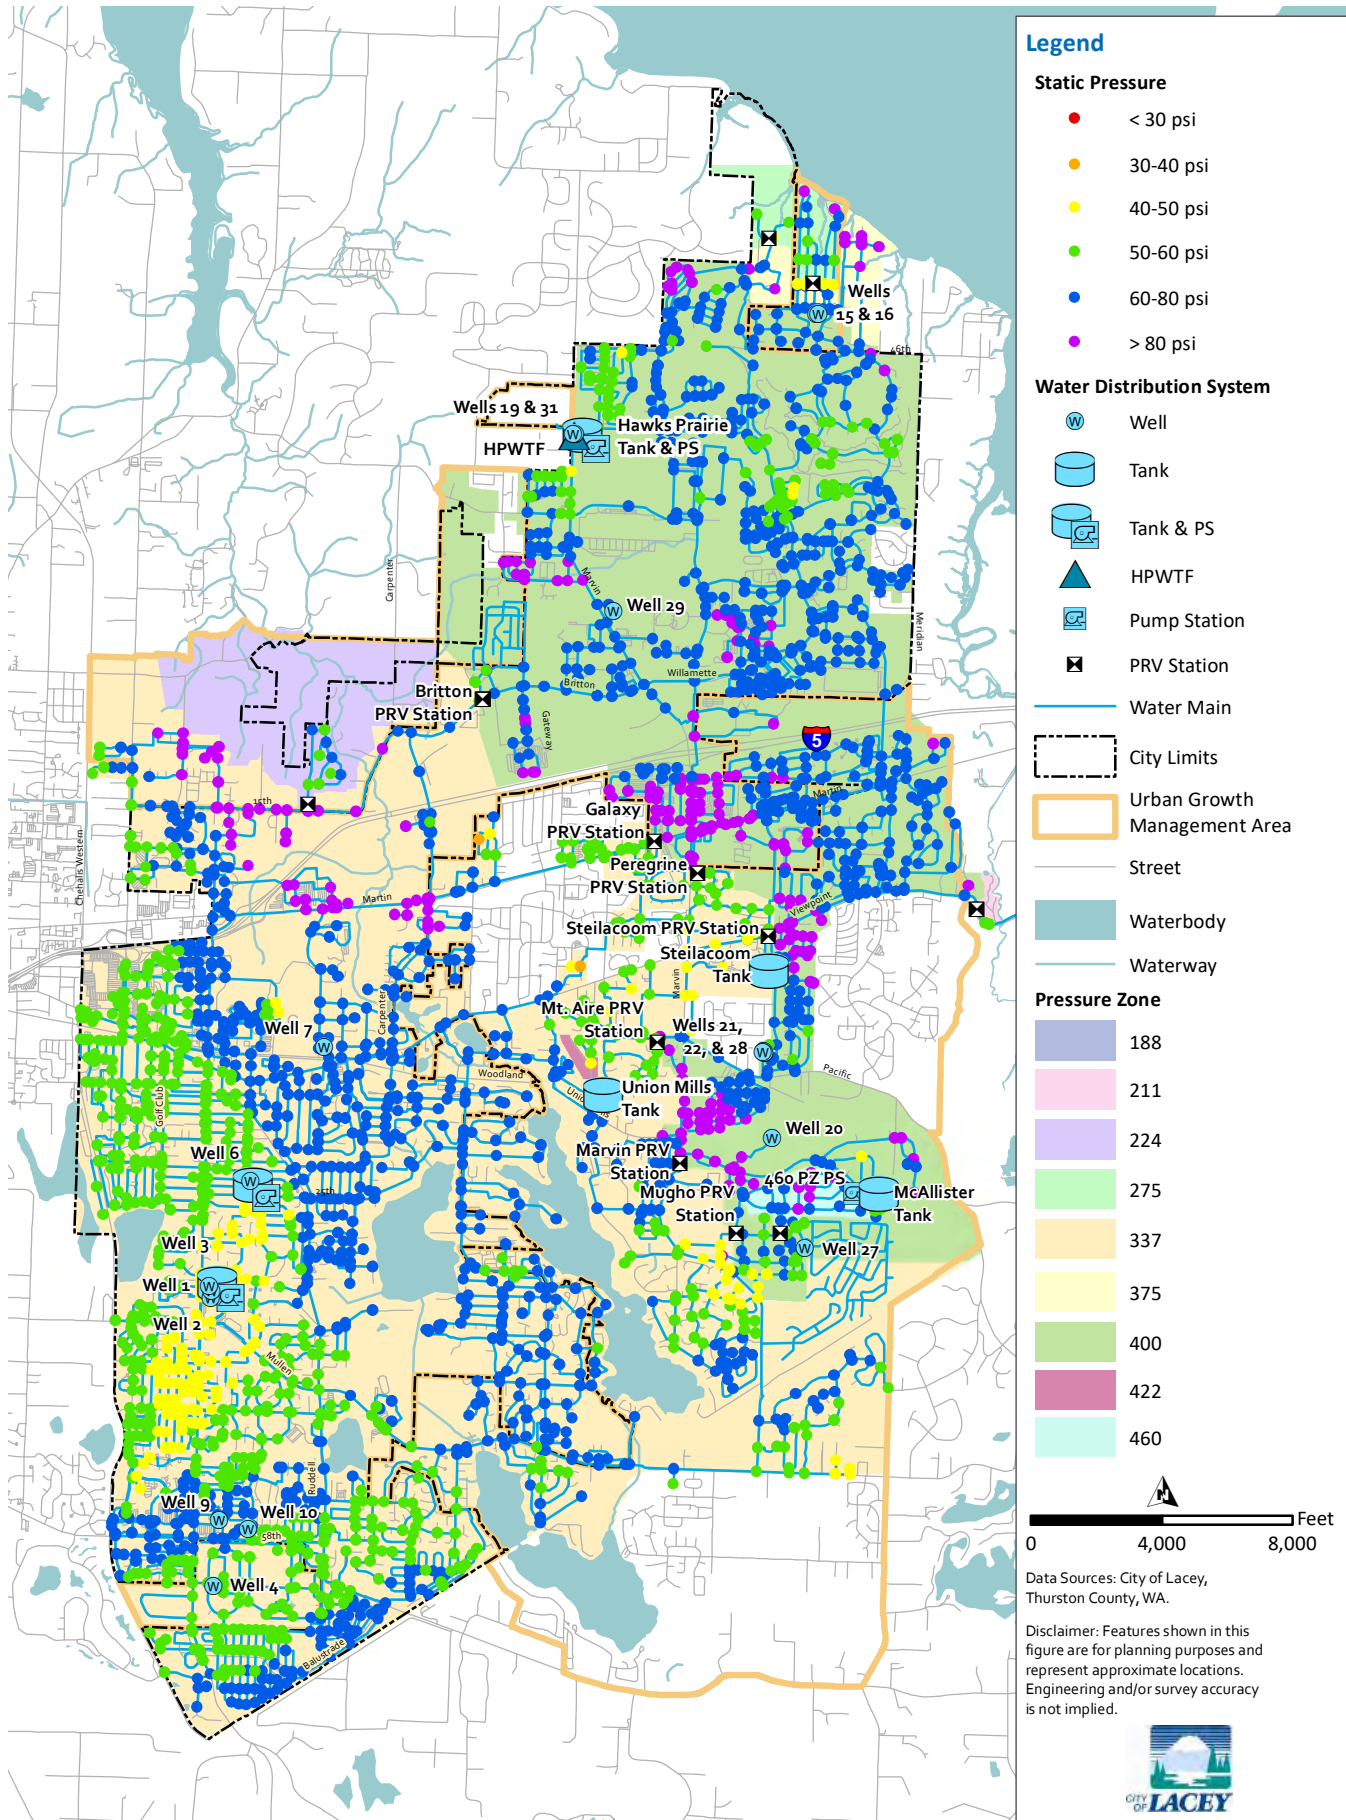 Legend
Static Pressure
< 30 psi
30-40 psi
40-50 psi
50-60 psi
60-80 psi
> 80 psi
Water Distribution System
W
Well
Tank
Tank & PS
HPWTF
Pump Station
PRV Station
Water Main
City Limits
Urban Growth
Management Area
Street
Waterbody
Waterway
Pressure Zone
188
211
224
275
337
375
400
422
460
N
Feet
0
4,000
8,000
Data Sources: City of Lacey,
Thurston County, WA.
Disclaimer: Features shown in this
figure are for planning purposes and
represent approximate locations.
Engineering and/or survey accuracy
is not implied.
CITY OF LACEY
Wells
15 & 16
W
46th
Wells 19 & 31
W
HPWTF
Hawks Prairie
Tank & PS
Carpenter
Marvin
W
Well 29
Meridian
Willamette
Britton
Britton
PRV Station
Gateway
5
15th
Martin
Galaxy
PRV Station
Peregrine
PRV Station
Chehalis Western
Martin
Viewpoint
Steilacoom PRV Station
Steilacoom
Tank
Marvin
Carpenter
Well 7
W
Mt. Aire PRV
Station
Wells 21,
22, & 28
W
Pacific
Woodland
Union Mills
Tank
Golf Club
W
Well 20
Well 6
W
Marvin PRV
Station
460 PZ PS
McAllister
Tank
25th
Mugho PRV
Station
Well 3
W
Well 27
Well 1
W
Well 2
Mullen
Ruddell
Well 9
W
Well 10
W
58th
W
Well 4
Balustrade